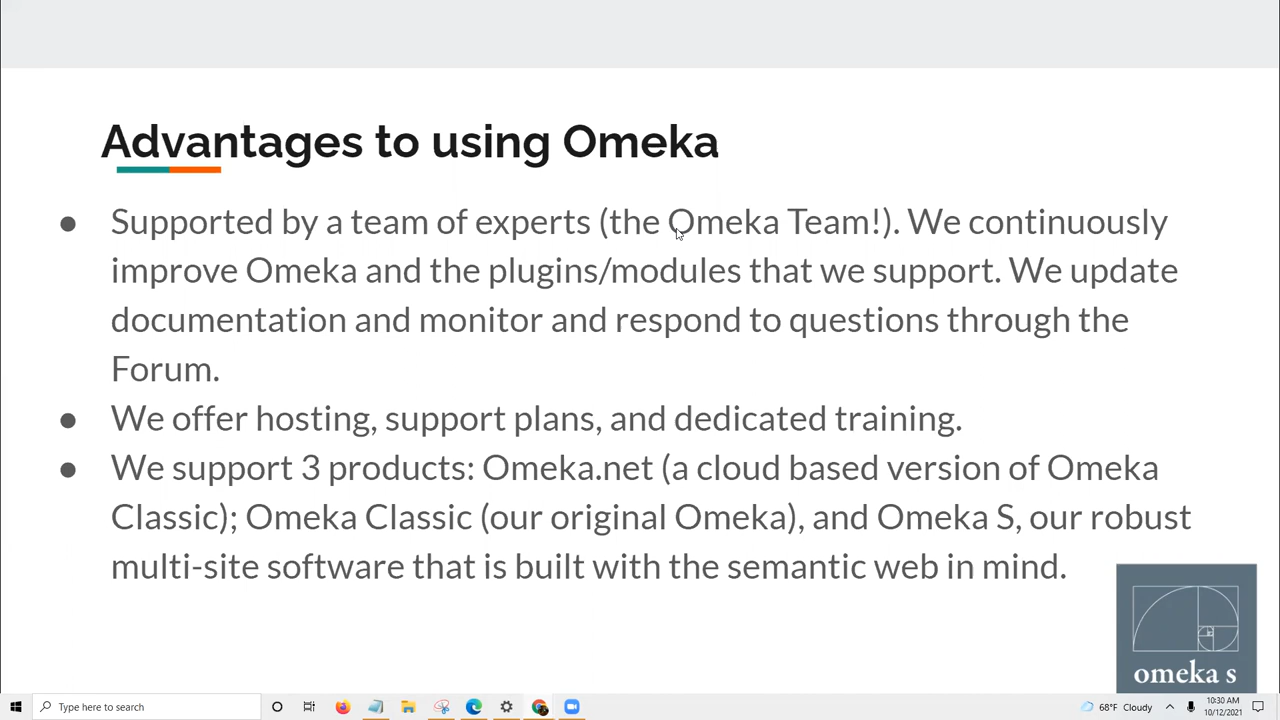 Advantages to using Omeka
● Supported by a team of experts (the Omeka Team!). We continuously
improve Omeka and the plugins/modules that we support. We update
documentation and monitor and respond to questions through the
Forum.
● We offer hosting, support plans, and dedicated training.
● We support 3 products: Omeka.net (a cloud based version of Omeka
Classic); Omeka Classic (our original Omeka), and Omeka S, our robust
multi-site software that is built with the semantic web in mind.
omeka s
Type here to search
68°F Cloudy
10:30 AM
10/12/2021